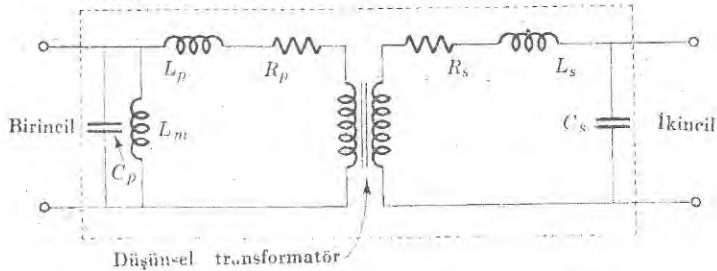 L_p
R_p
R_s
L_s
Birincil
L_m
C_p
C_s
İkincil
Düşünsel transformatör